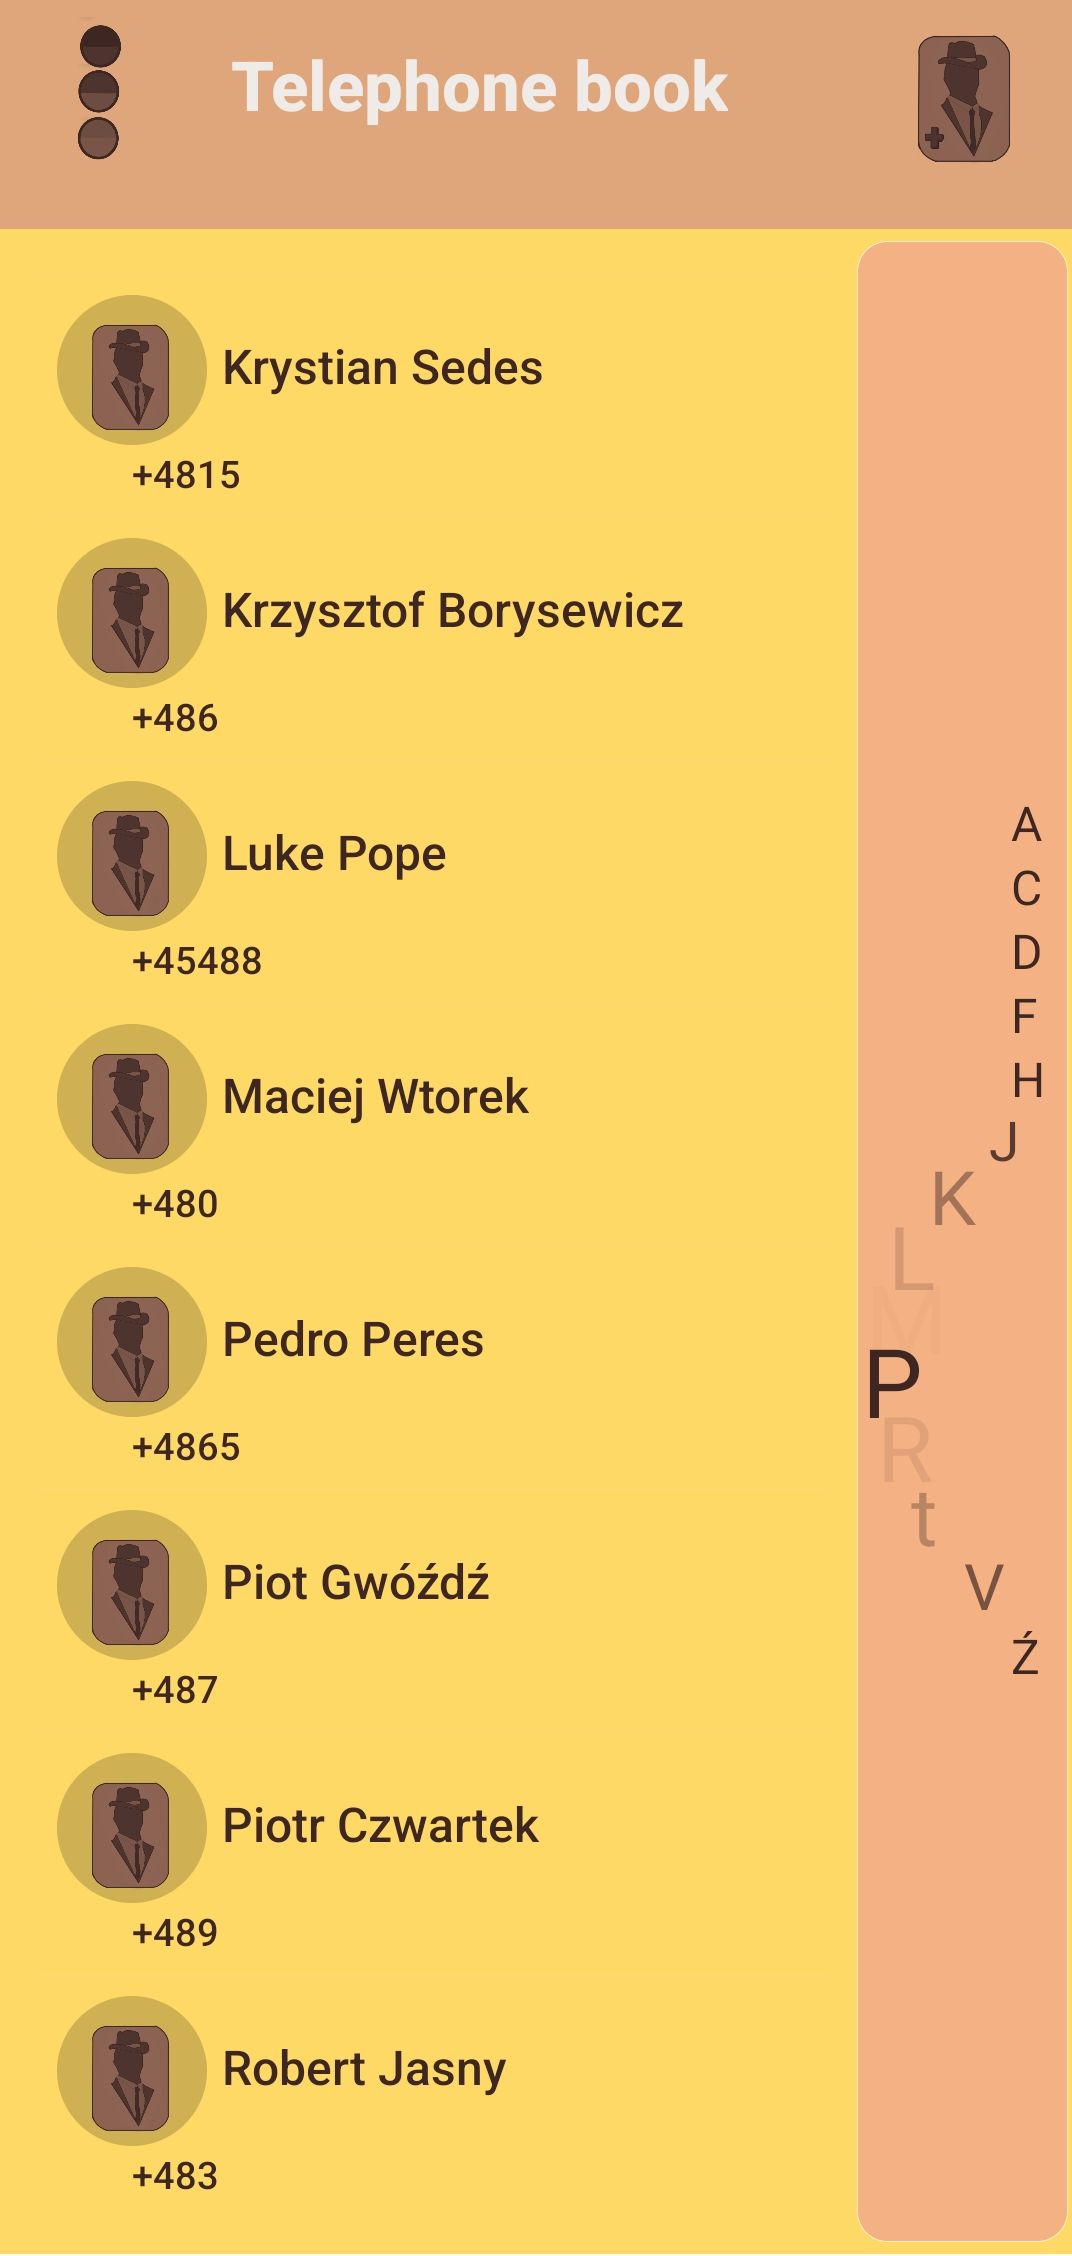 Telephone book
Krystian Sedes
+4815
Krzysztof Borysewicz
+486
Luke Pope
+45488
Maciej Wtorek
+480
Pedro Peres
+4865
Piot Gwóźdź
+487
Piotr Czwartek
+489
Robert Jasny
+483
A
C
D
F
H
J
K
L
M
P
R
t
V
Ź